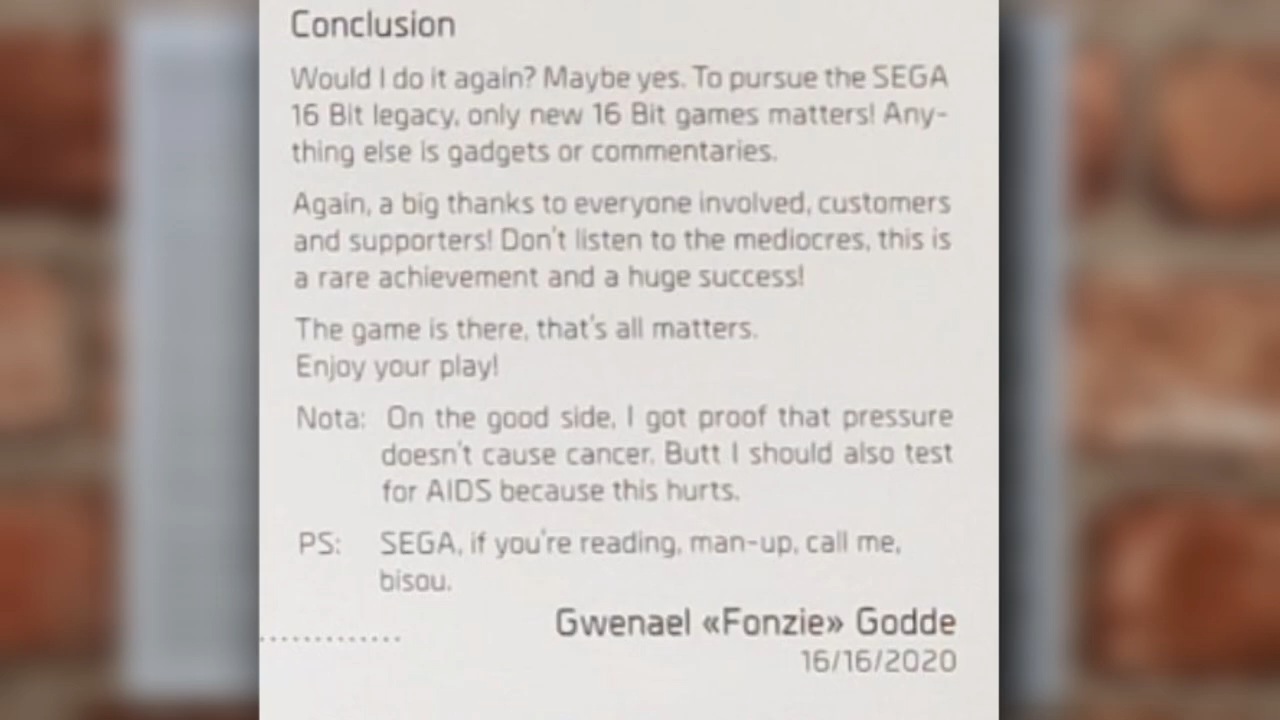 Conclusion
Would I do it again? Maybe yes. To pursue the SEGA
16 Bit legacy, only new 16 Bit games matters! Any-
thing else is gadgets or commentaries.
Again, a big thanks to everyone involved, customers
and supporters! Don't listen to the mediocres, this is
a rare achievement and a huge success!
The game is there, that's all matters.
Enjoy your play!
Nota: On the good side, I got proof that pressure
doesn't cause cancer. Butt I should also test
for AIDS because this hurts.
PS: SEGA, if you're reading, man-up, call me,
bisou.
Gwenael «Fonzie» Godde
16/16/2020